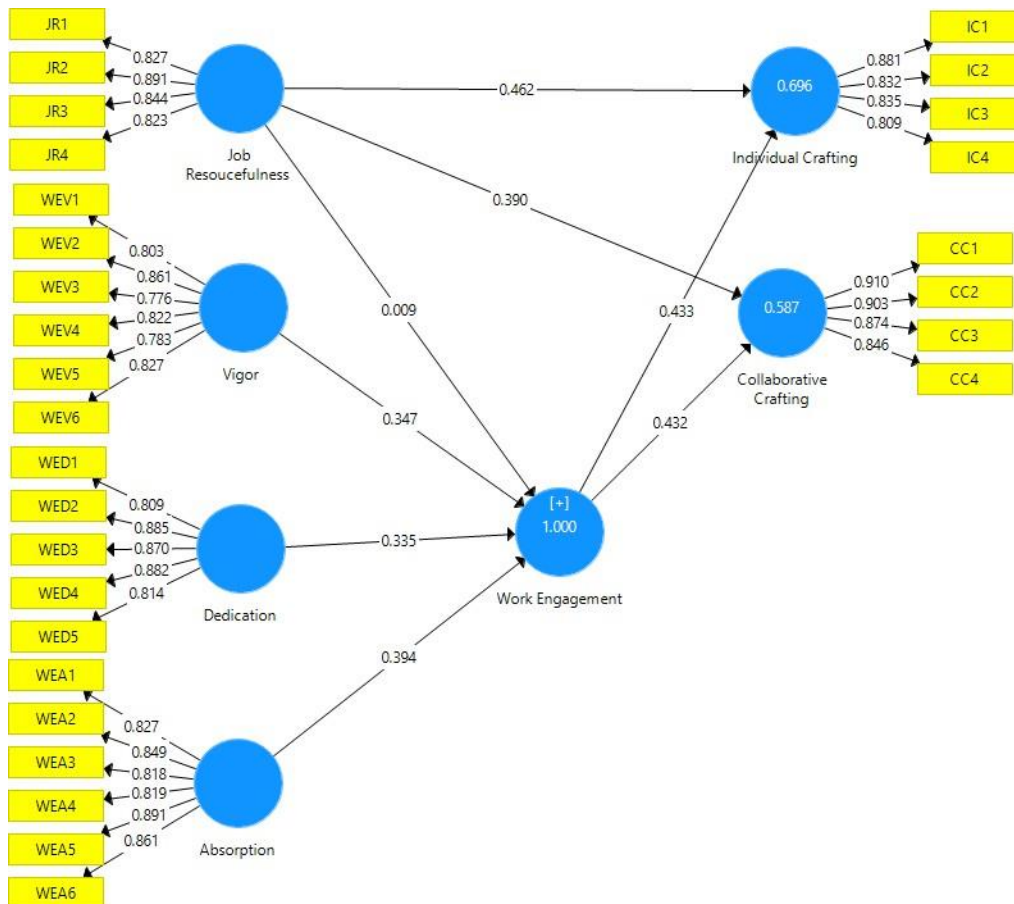 JR1
0.827
JR2
0.891
JR3
0.844
0.823
JR4
Job
Resoucefulness
0.462
0.390
0.009
IC1
0.881
IC2
0.832
0.696
0.835
IC3
0.809
IC4
Individual Crafting
WEV1
0.803
WEV2
0.861
WEV3
0.776
WEV4
0.822
0.783
WEV5
0.827
WEV6
Vigor
0.347
0.433
CC1
0.910
CC2
0.903
0.587
0.874
CC3
0.846
CC4
Collaborative
Crafting
0.432
WED1
0.809
WED2
0.885
WED3
0.870
0.882
WED4
0.814
WED5
Dedication
0.335
[+]
1.000
Work Engagement
WEA1
0.827
WEA2
0.849
WEA3
0.818
0.819
WEA4
0.891
WEA5
0.861
WEA6
Absorption
0.394